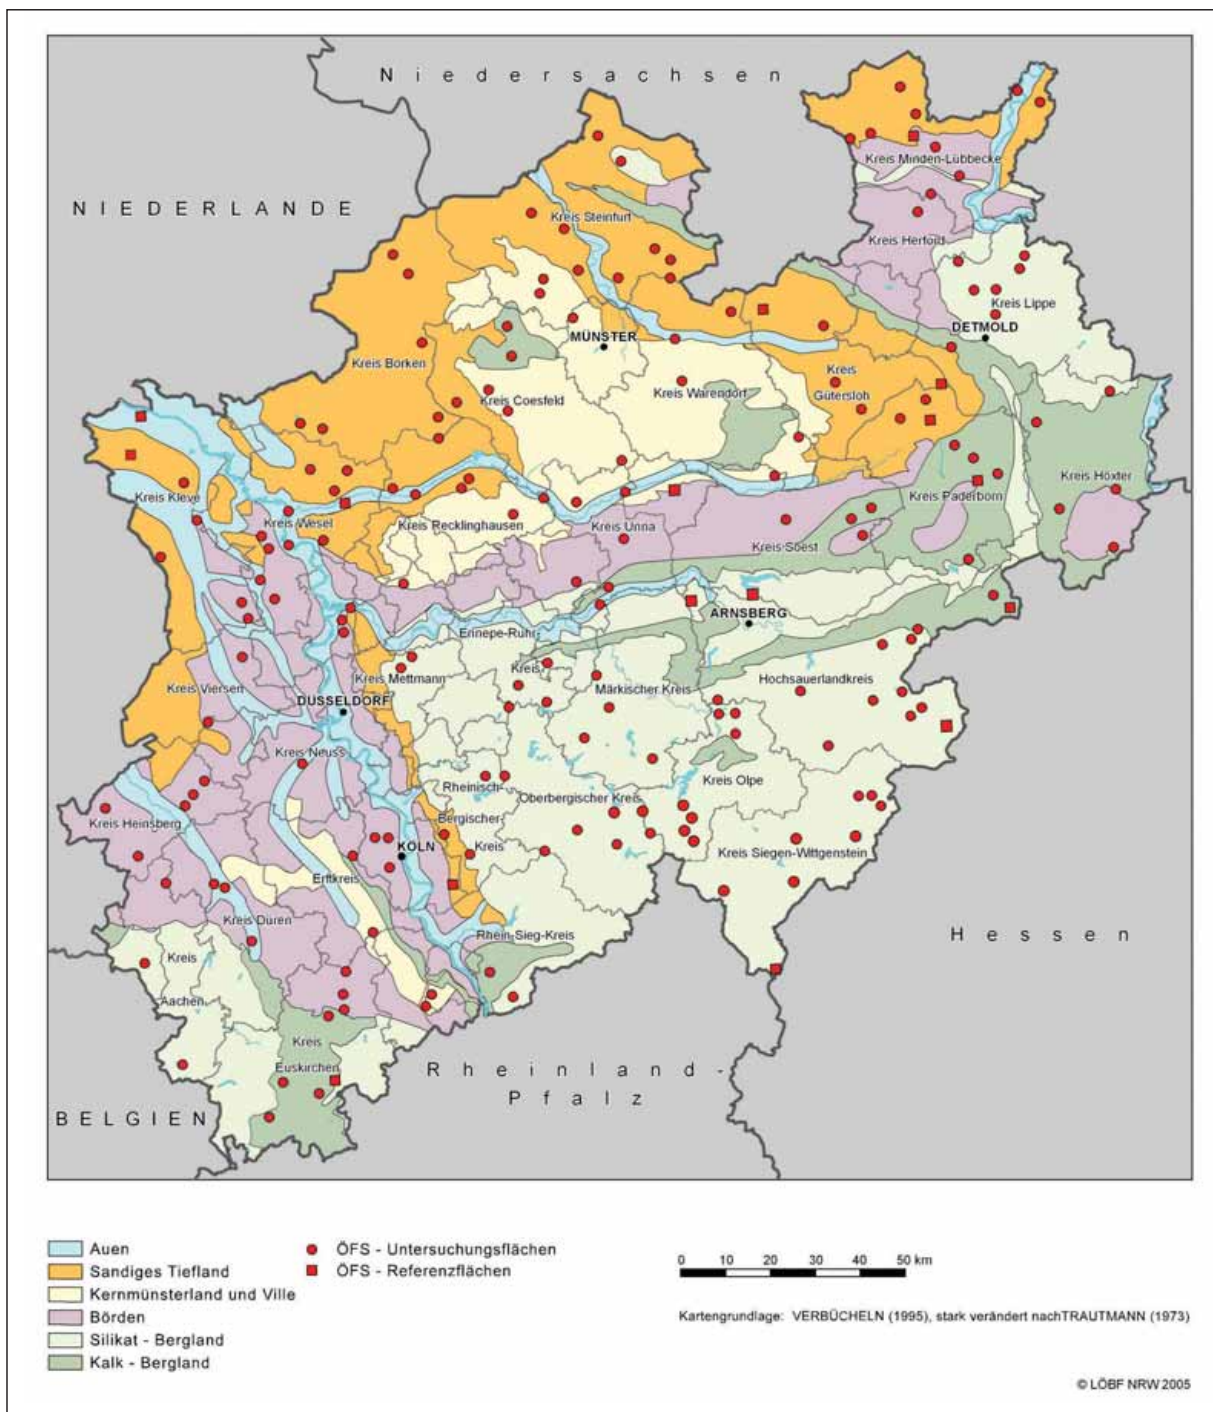 Niedersachsen
NIEDERLANDE
Kreis Minden-Lübbecke
Kreis Steinfurt
Kreis Herford
Kreis Lippe
DETMOLD
MÜNSTER
Kreis Borken
Kreis
Gütersloh
Kreis Warendorf
Kreis Coesfeld
Kreis Höxter
Kreis Kleve
Kreis Paderborn
Kreis Wesel
Kreis Recklinghausen
Kreis Unna
Kreis Soest
ARNSBERG
Ennepe-Ruhr-
Kreis
Kreis Mettmann
Märkischer Kreis
Hochsauerlandkreis
Kreis Viersen
DÜSSELDORF
Kreis Neuss
Kreis Olpe
Rheinisch-
Bergischer-
Kreis
Oberbergischer Kreis
Kreis Heinsberg
KÖLN
Kreis Siegen-Wittgenstein
Erftkreis
Kreis Düren
Rhein-Sieg-Kreis
Hessen
Kreis
Aachen
Kreis
Euskirchen
Rheinland-
Pfalz
BELGIEN
Auen
Sandiges Tiefland
Kernmünsterland und Ville
Börden
Silikat - Bergland
Kalk - Bergland
ÖFS - Untersuchungsflächen
ÖFS - Referenzflächen
0 10 20 30 40 50 km
Kartengrundlage: VERBÜCHELN (1995), stark verändert nachTRAUTMANN (1973)
© LÖBF NRW 2005